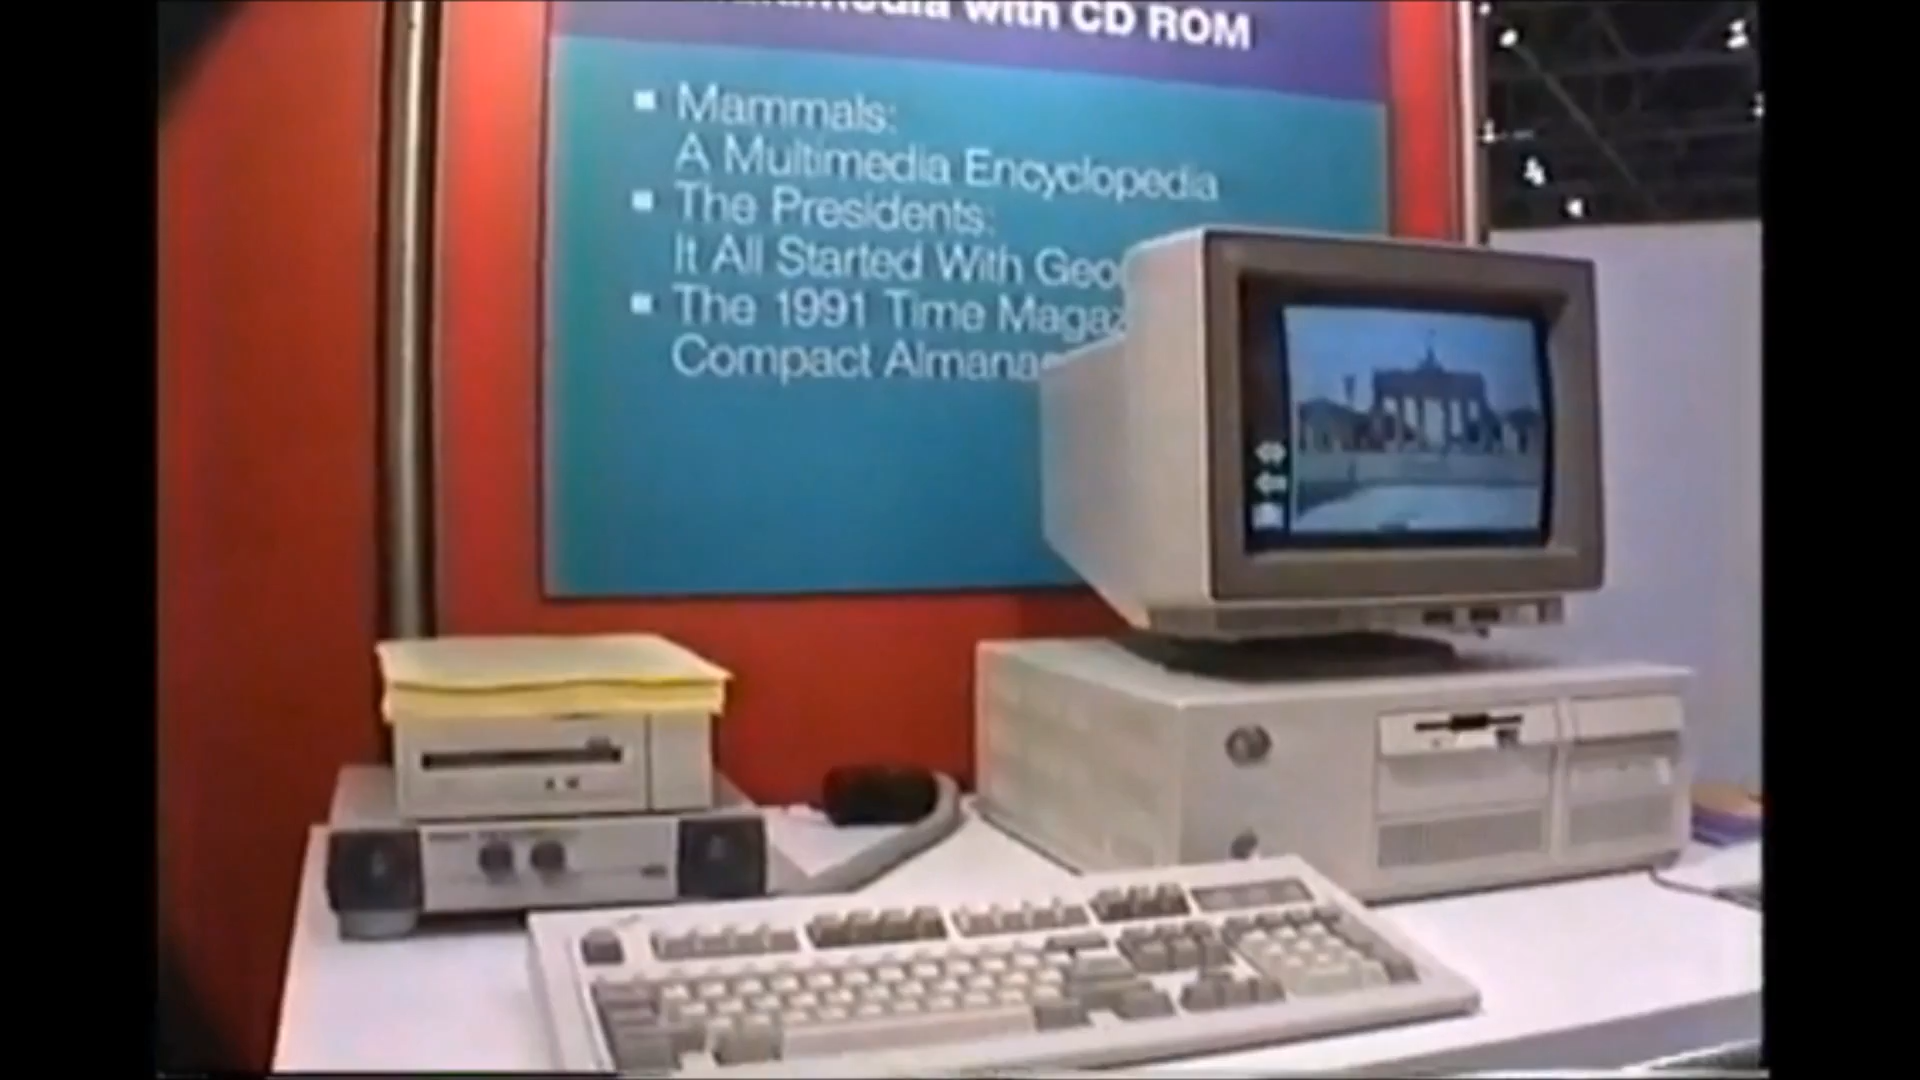 with CD ROM
Mammals:
A Multimedia Encyclopedia
The Presidents:
It All Started With
The 1991 Time
Compact